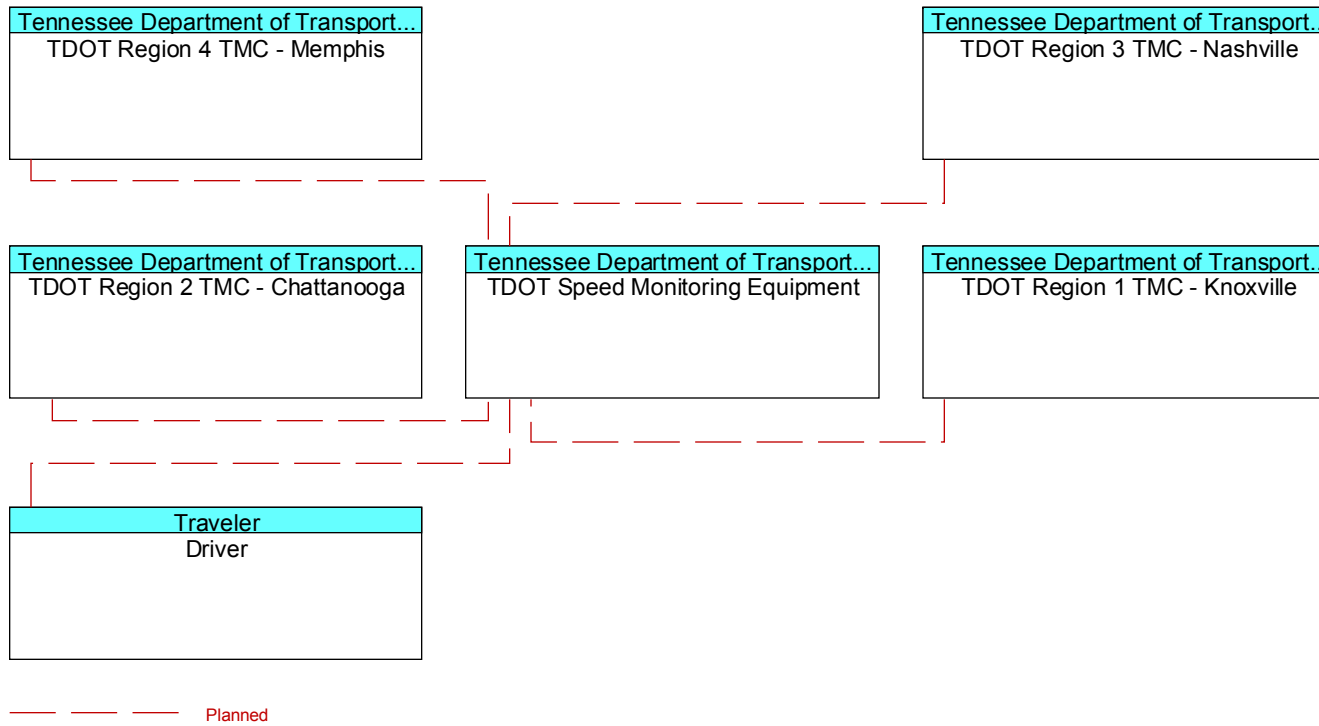 Tennessee Department of Transport...
TDOT Region 4 TMC - Memphis
Tennessee Department of Transport..
TDOT Region 3 TMC - Nashville
Tennessee Department of Transport...
TDOT Region 2 TMC - Chattanooga
Tennessee Department of Transport...
TDOT Speed Monitoring Equipment
Tennessee Department of Transport..
TDOT Region 1 TMC - Knoxville
Traveler
Driver
Planned